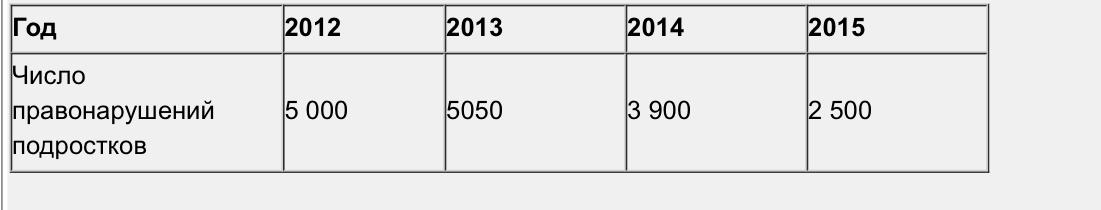 Год 2012 2013 2014 2015
Число
правонарушений
подростков
5 000 5050 3 900 2 500